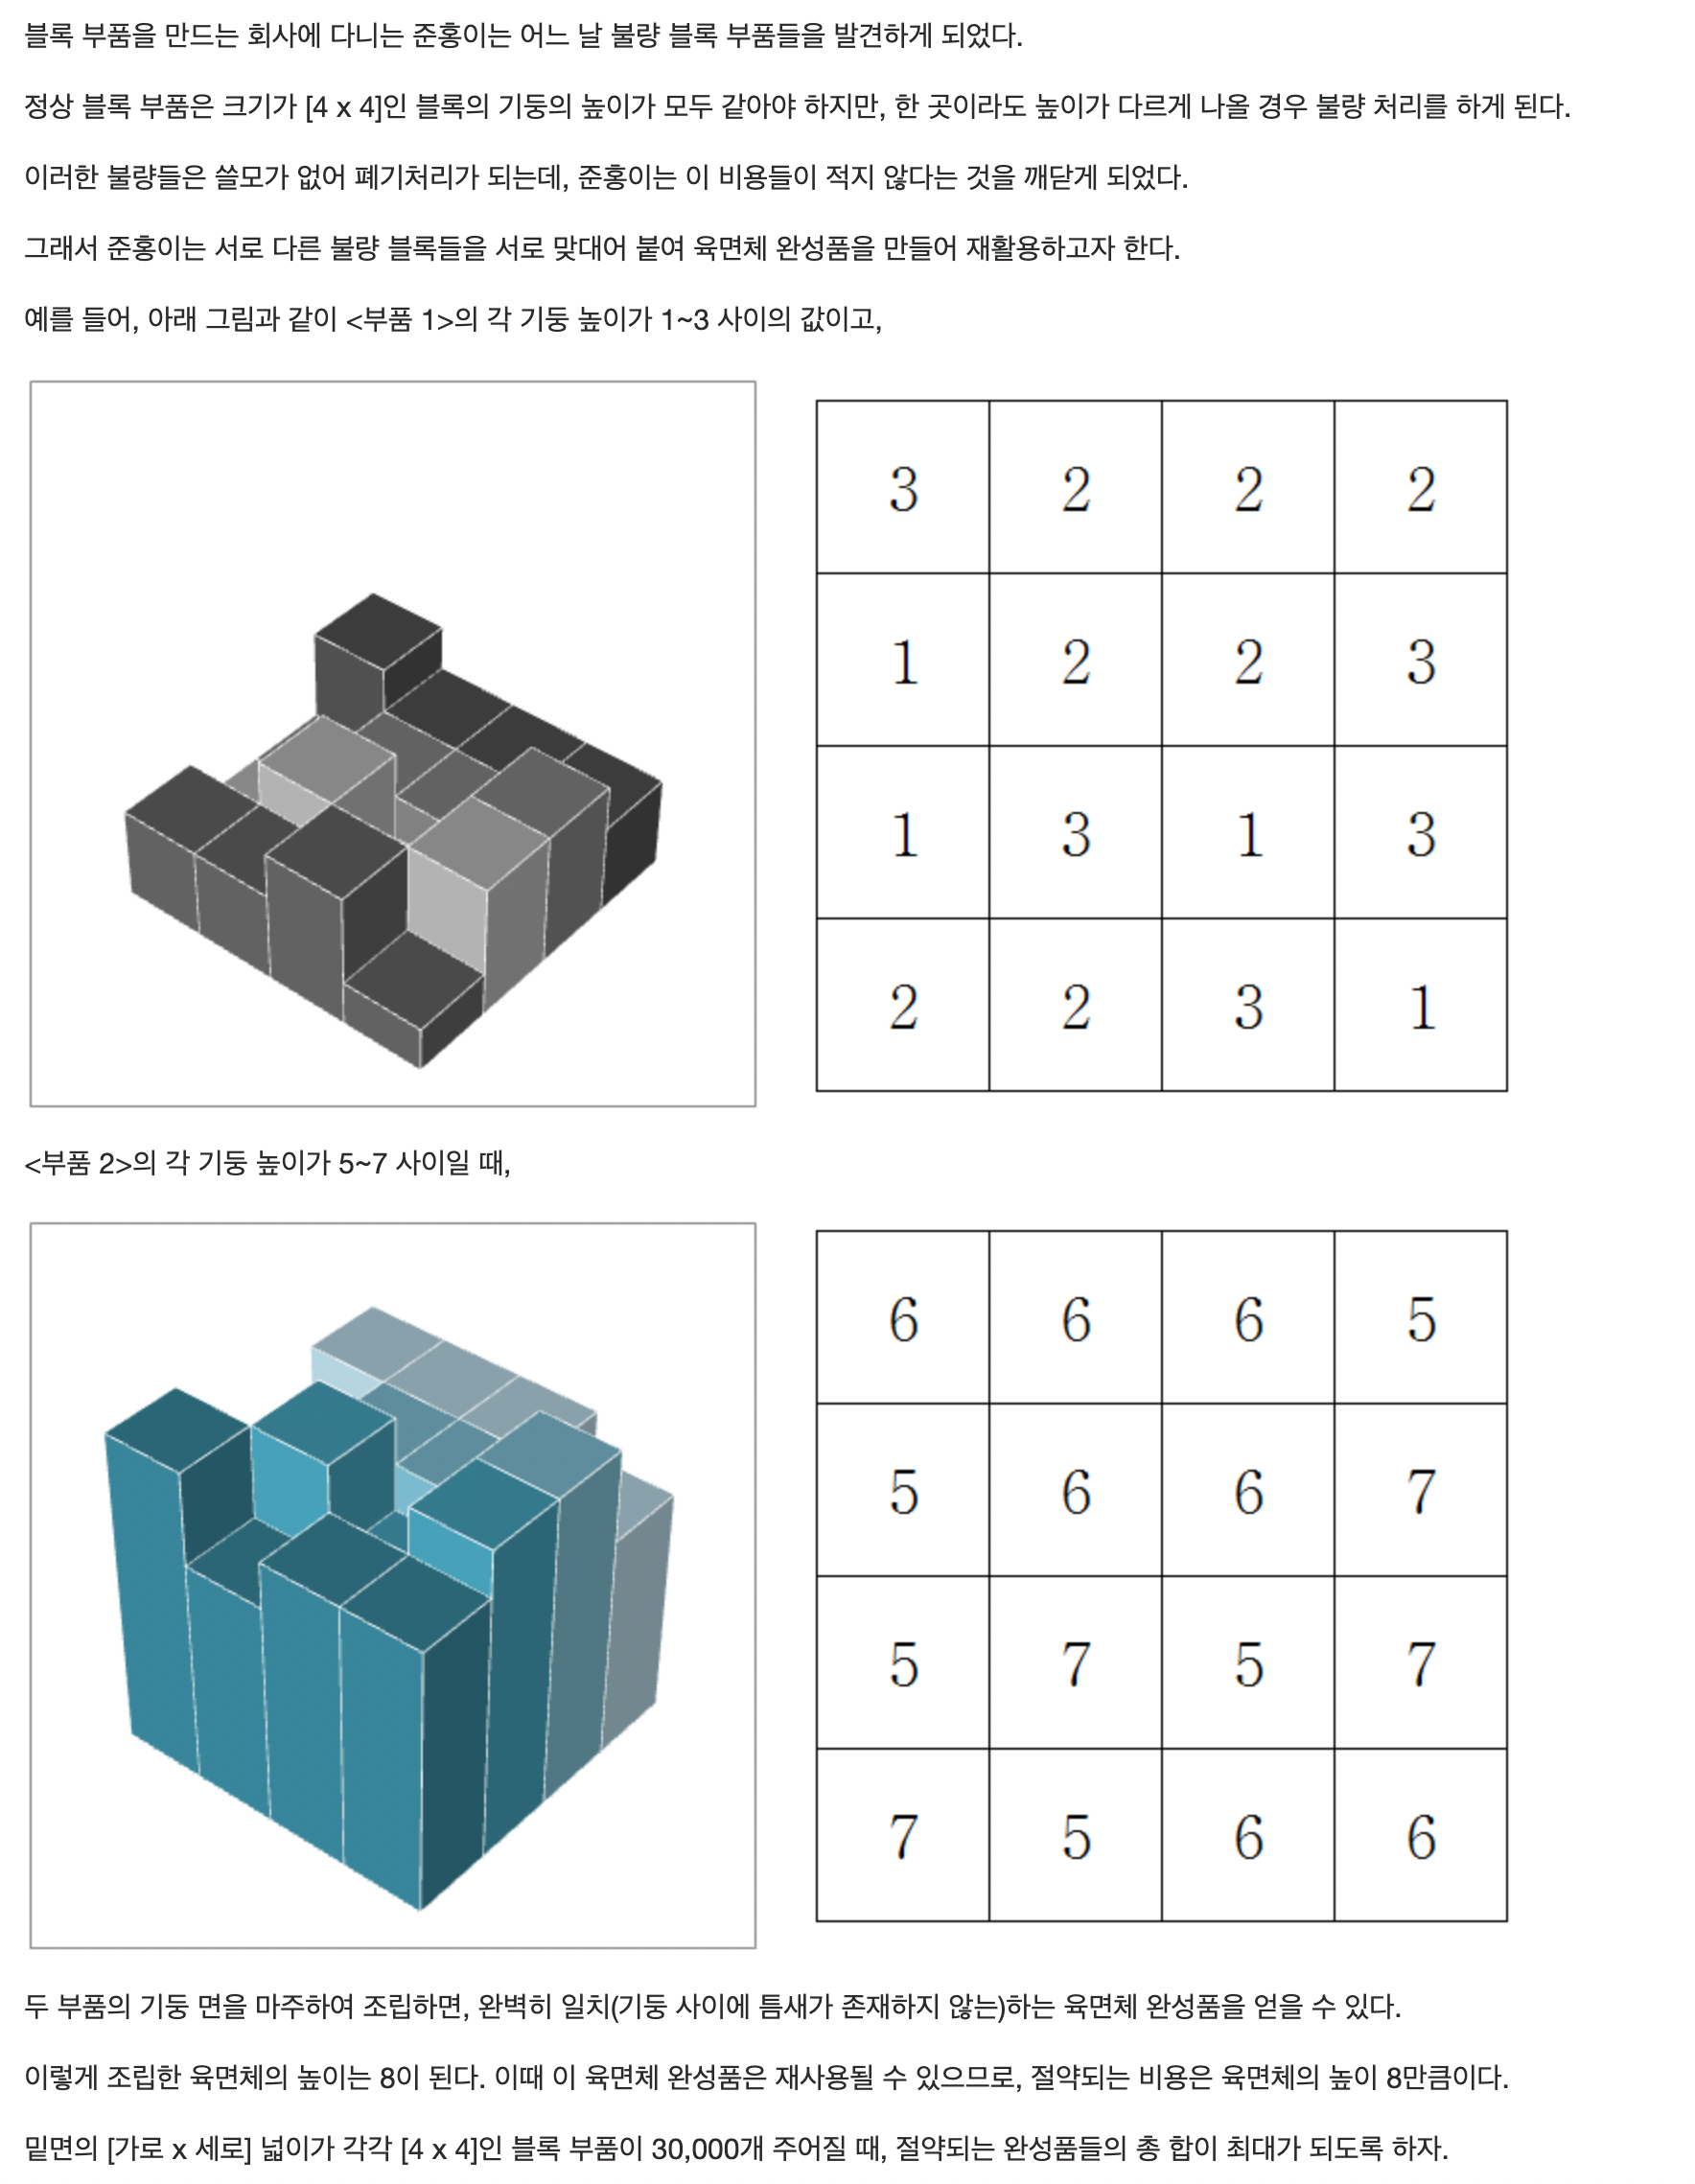 블록 부품을 만드는 회사에 다니는 준홍이는 어느 날 불량 블록 부품들을 발견하게 되었다.
정상 블록 부품은 크기가 [4 x 4]인 블록의 기둥의 높이가 모두 같아야 하지만, 한 곳이라도 높이가 다르게 나올 경우 불량 처리를 하게 된다.
이러한 불량들은 쓸모가 없어 폐기처리가 되는데, 준홍이는 이 비용들이 적지 않다는 것을 깨닫게 되었다.
그래서 준홍이는 서로 다른 불량 블록들을 서로 맞대어 붙여 육면체 완성품을 만들어 재활용하고자 한다.
예를 들어, 아래 그림과 같이 <부품 1>의 각 기둥 높이가 1~3 사이의 값이고,
3 2 2 2
1 2 2 3
1 3 1 3
2 2 3 1
<부품 2>의 각 기둥 높이가 5~7 사이일 때,
6 6 6 5
5 6 6 7
5 7 5 7
7 5 6 6
두 부품의 기둥 면을 마주하여 조립하면, 완벽히 일치(기둥 사이에 틈새가 존재하지 않는)하는 육면체 완성품을 얻을 수 있다.
이렇게 조립한 육면체의 높이는 8이 된다. 이때 이 육면체 완성품은 재사용될 수 있으므로, 절약되는 비용은 육면체의 높이 8만큼이다.
밑면의 [가로 x 세로] 넓이가 각각 [4 x 4]인 블록 부품이 30,000개 주어질 때, 절약되는 완성품들의 총 합이 최대가 되도록 하자.